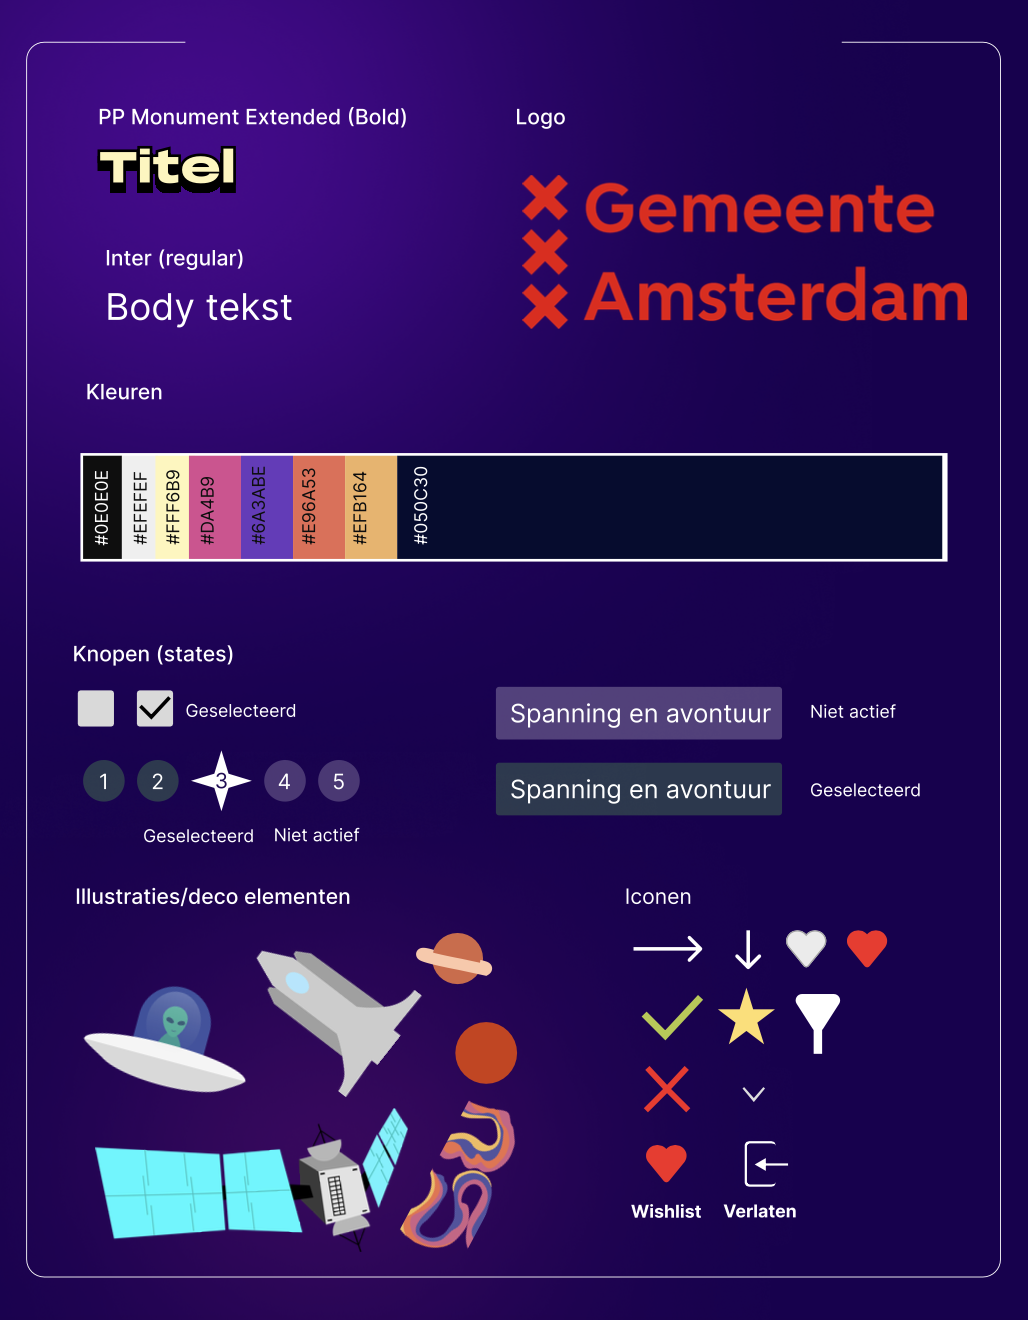 PP Monument Extended (Bold)
Titel
Inter (regular)
Body tekst
Logo
Gemeente
Amsterdam
Kleuren
#0E0E0E
#EFEFEF
#FFF6B9
#DA4B9
#6A3ABE
#E96A53
#EFB164
#050C30
Knopen (states)
Geselecteerd
1 2 3 4 5
Geselecteerd Niet actief
Spanning en avontuur Niet actief
Spanning en avontuur Geselecteerd
Illustraties/deco elementen
Iconen
Wishlist Verlaten